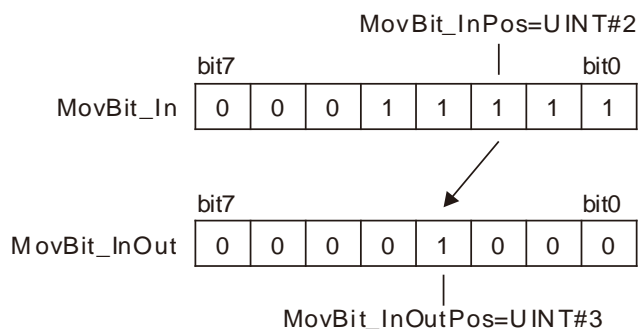 MovBit_InPos=UINT#2
bit7 bit0
MovBit_In 0 0 0 1 1 1 1 1
bit7 bit0
MovBit_InOut 0 0 0 0 1 0 0 0
MovBit_InOutPos=UINT#3